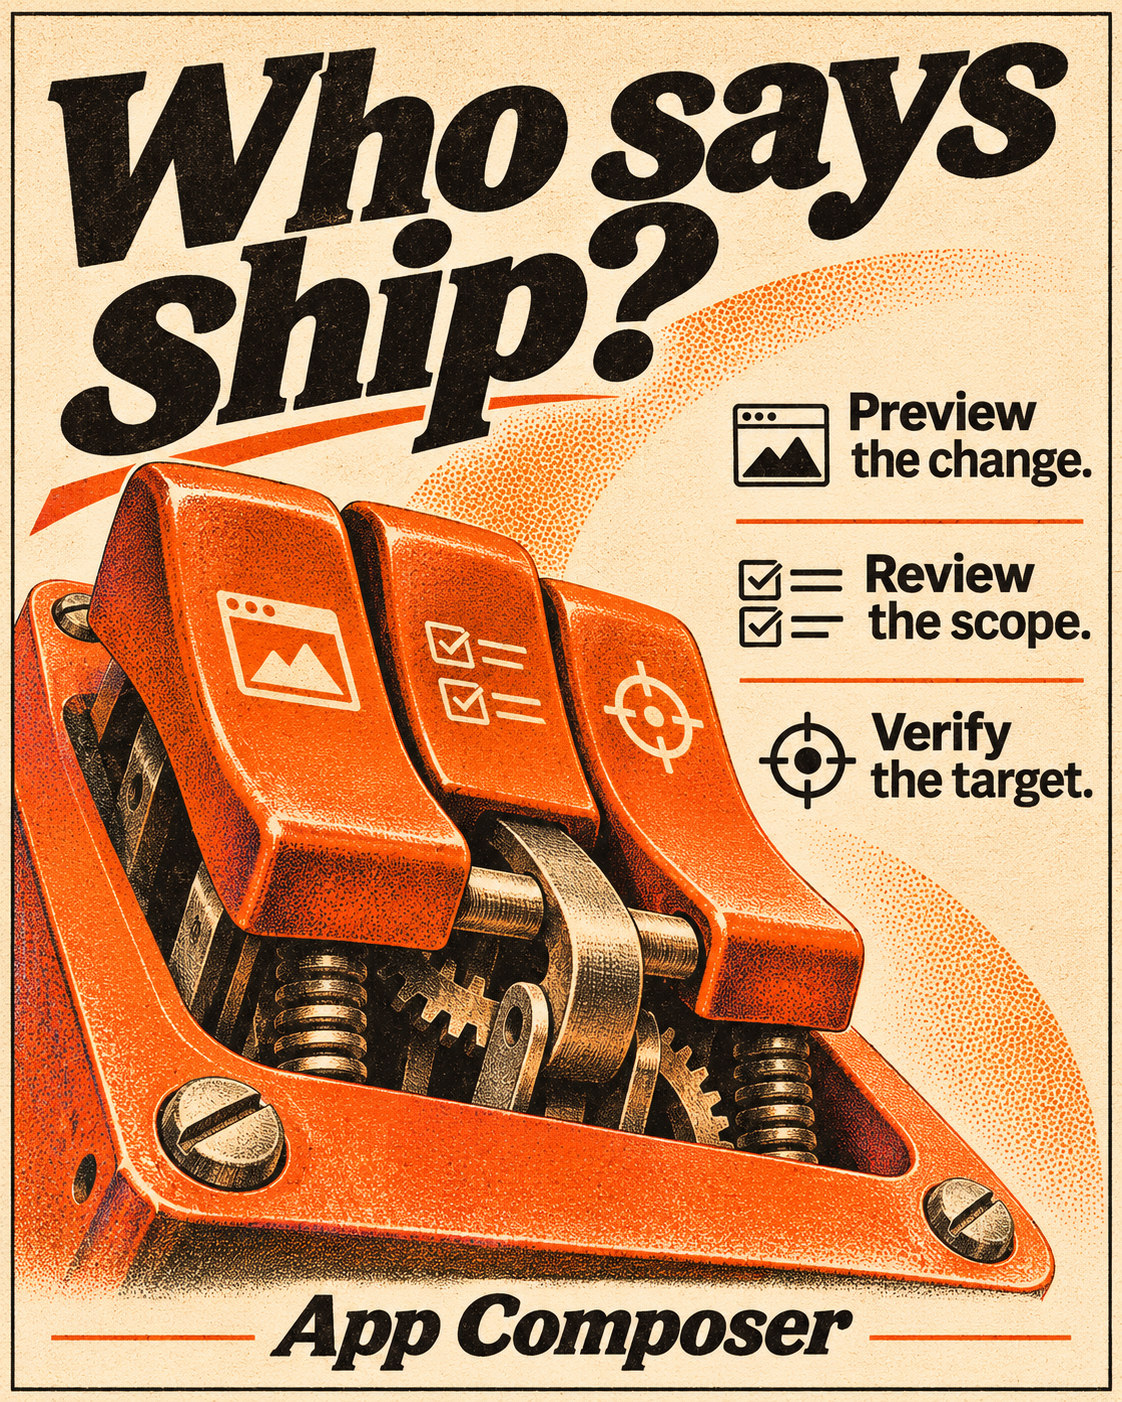 Who says
Ship?
Preview
the change.
Review
the scope.
Verify
the target.
App Composer